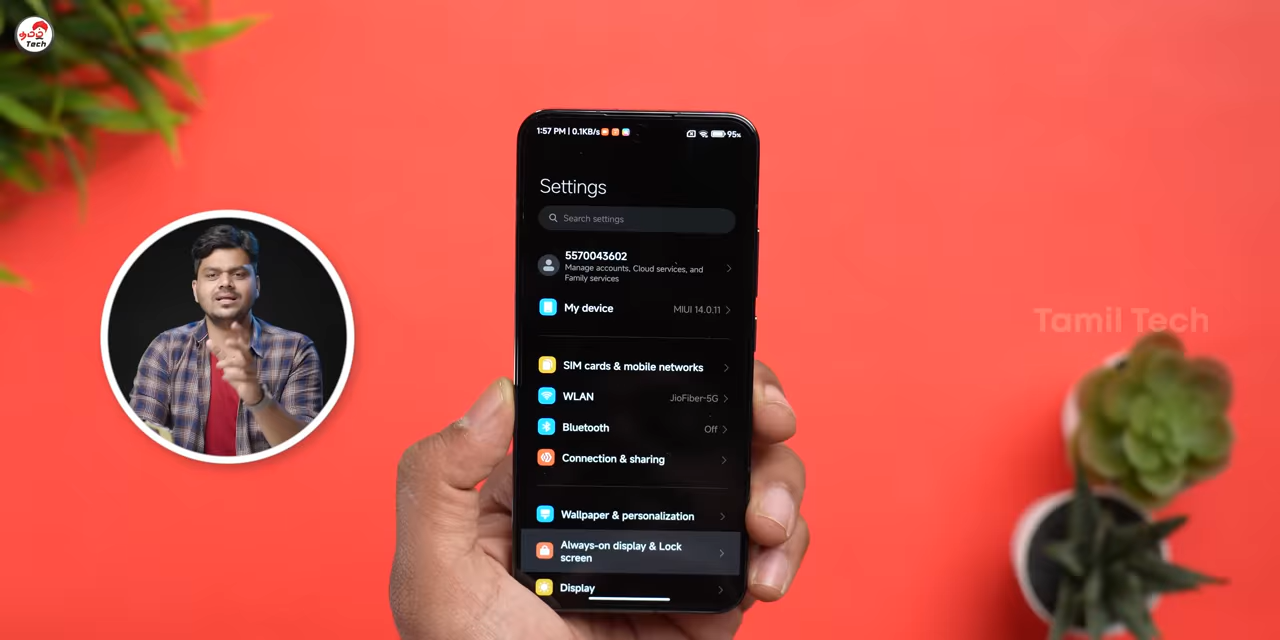 தமிழ்
Tech
1:57 PM | 0.1KB/s
95%
Settings
Search settings
5570043602
Manage accounts, Cloud services, and
Family services
My device
MIUI 14.0.11
SIM cards & mobile networks
WLAN
JioFiber-5G
Bluetooth
Off
Connection & sharing
Wallpaper & personalization
Always-on display & Lock
screen
Display
Tamil Tech